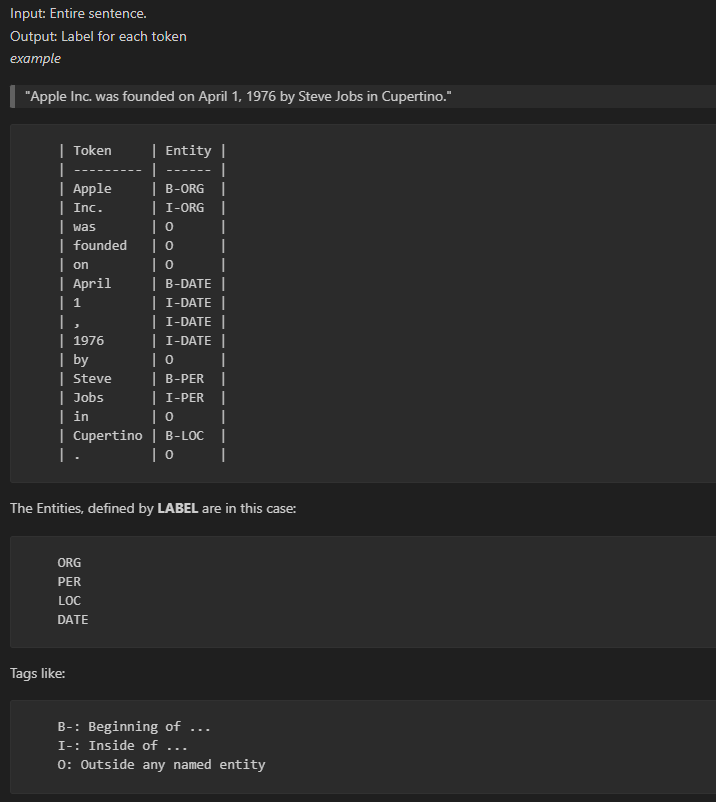 Input: Entire sentence.
Output: Label for each token
example
"Apple Inc. was founded on April 1, 1976 by Steve Jobs in Cupertino."
| Token     | Entity |
| --------- | ------ |
| Apple     | B-ORG  |
| Inc.      | I-ORG  |
| was       | O      |
| founded   | O      |
| on        | O      |
| April     | B-DATE |
| 1         | I-DATE |
| ,         | I-DATE |
| 1976      | I-DATE |
| by        | O      |
| Steve     | B-PER  |
| Jobs      | I-PER  |
| in        | O      |
| Cupertino | B-LOC  |
| .         | O      |
The Entities, defined by LABEL are in this case:
ORG
PER
LOC
DATE
Tags like:
B-: Beginning of ...
I-: Inside of ...
O: Outside any named entity